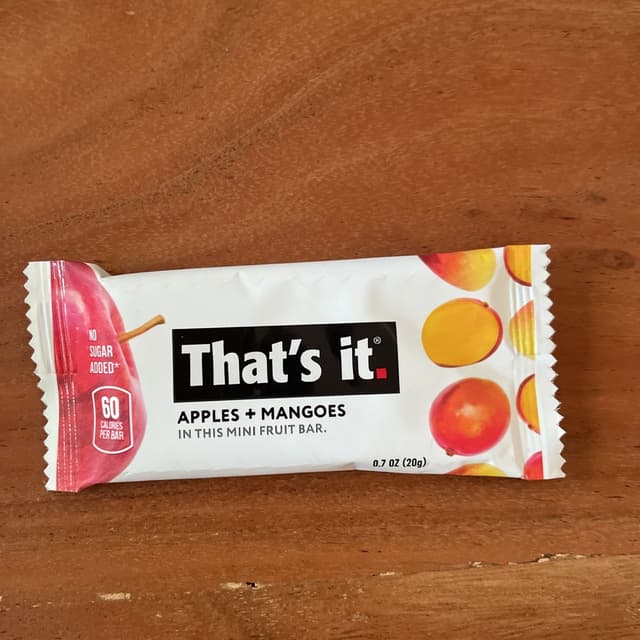 NO
SUGAR
ADDED*
60
CALORIES
PER BAR
That's it.®
APPLES + MANGOES
IN THIS MINI FRUIT BAR.
0.7 OZ (20g)